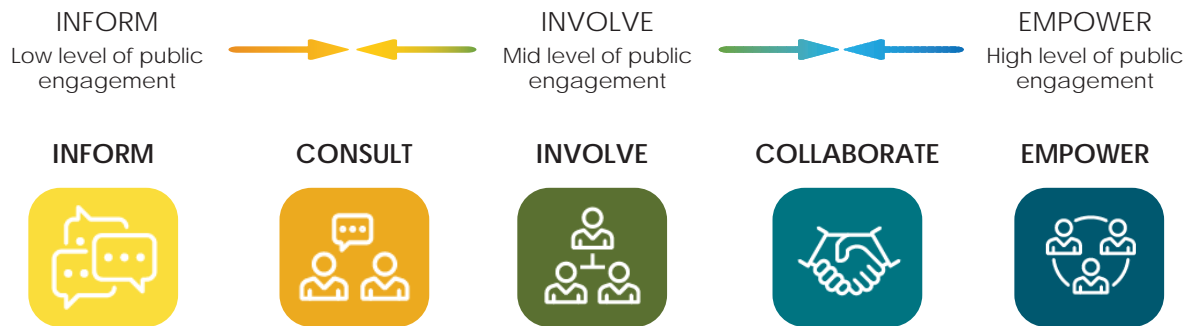 INFORM
Low level of public
engagement
INVOLVE
Mid level of public
engagement
EMPOWER
High level of public
engagement
INFORM
CONSULT
INVOLVE
COLLABORATE
EMPOWER